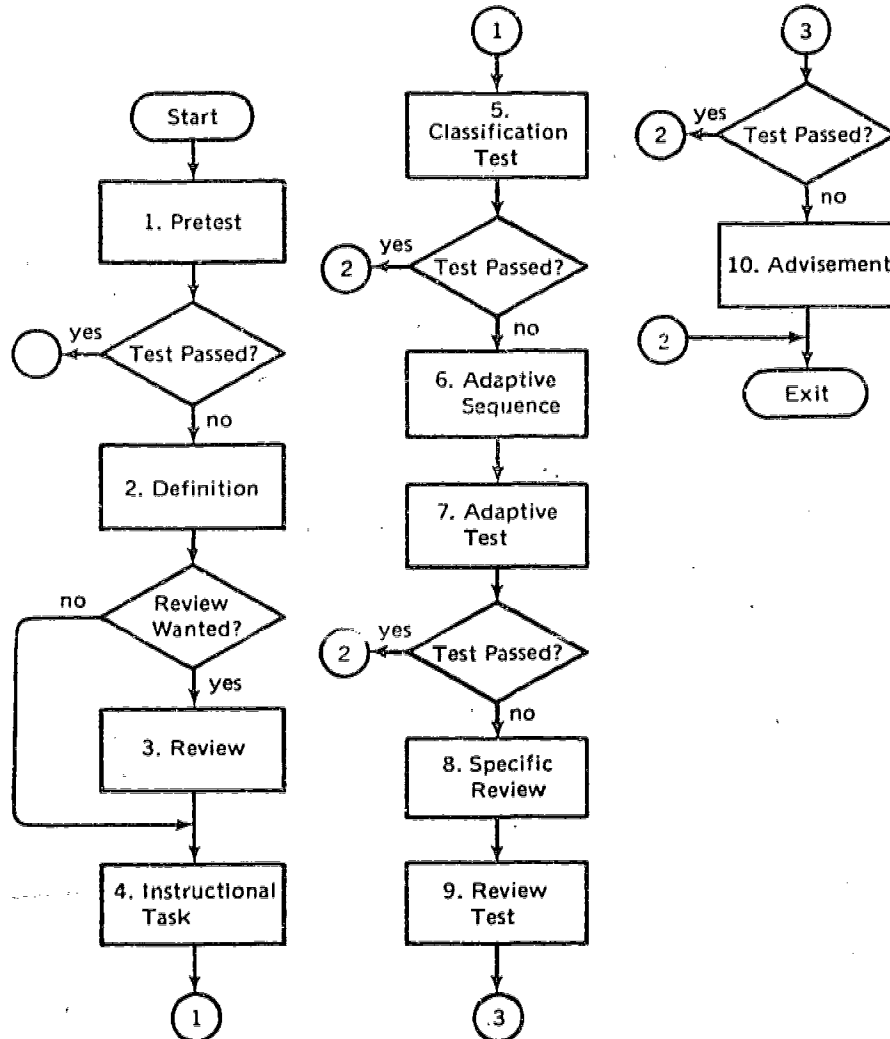 Start
1. Pretest
Test Passed?
yes
no
2. Definition
Review
Wanted?
no
yes
3. Review
4. Instructional
Task
1
1
5.
Classification
Test
Test Passed?
yes
2
no
6. Adaptive
Sequence
7. Adaptive
Test
Test Passed?
yes
2
no
8. Specific
Review
9. Review
Test
3
3
Test Passed?
yes
2
no
10. Advisement
2
Exit